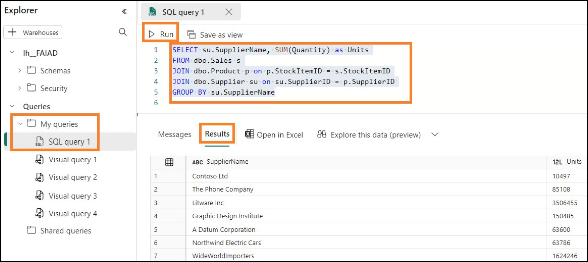 Explorer
+ Warehouses
lh__FAIAD
Schemas
Security
Queries
My queries
SQL query 1
Visual query 1
Visual query 2
Visual query 3
Visual query 4
Shared queries
SQL query 1
Run
Save as view
1 SELECT su.SupplierName, SUM(Quantity) as Units
2 FROM dbo.Sales s
3 JOIN dbo.Product p on p.StockItemID = s.StockItemID
4 JOIN dbo.Supplier su on su.SupplierID = p.SupplierID
5 GROUP BY su.SupplierName
6
Messages Results Open in Excel Explore this data (preview)
ABC SupplierName 12L Units
1 Contoso Ltd 10497
2 The Phone Company 85108
3 Litware Inc 3506455
4 Graphic Design Institute 150485
5 A Datum Corporation 63600
6 Northwind Electric Cars 63786
7 WideWorldImporters 1624246